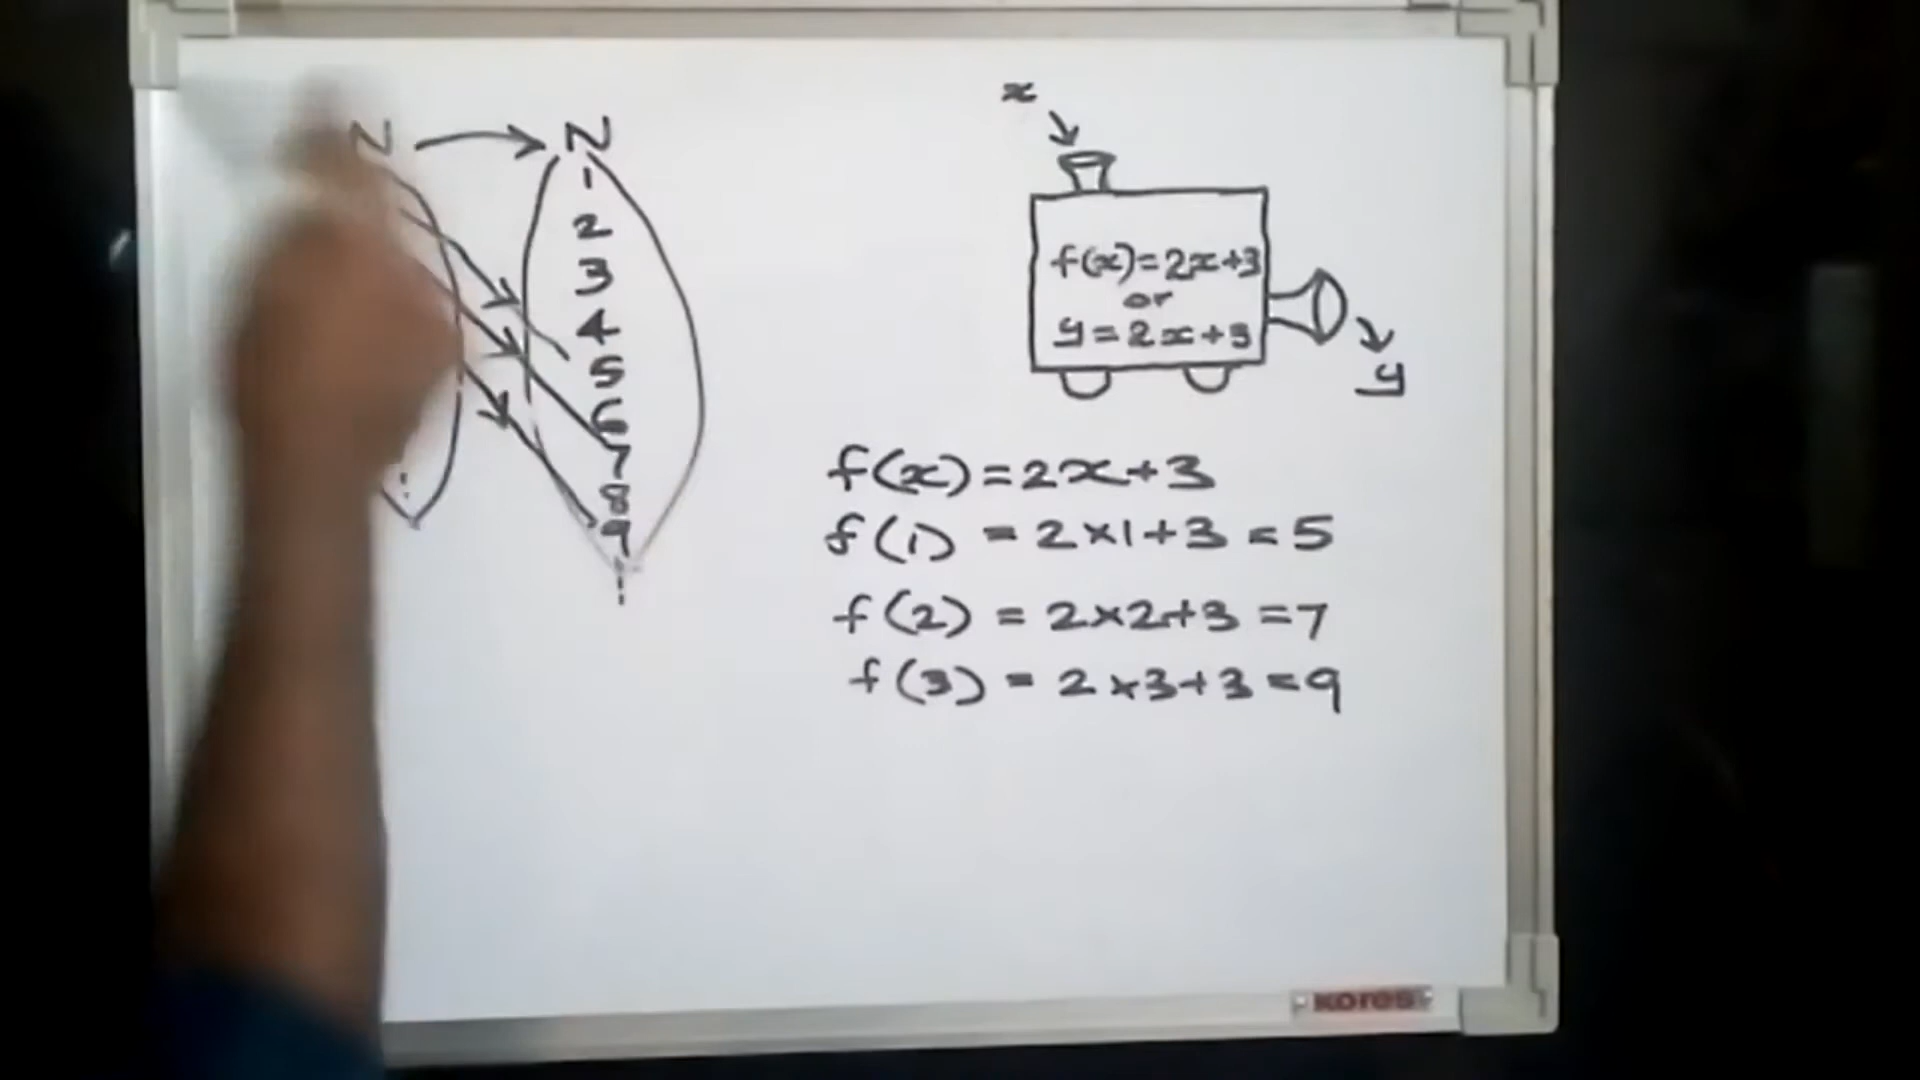 N → N
1
2
3
4
5
6
7
8
9
x
f(x)=2x+3
or
y=2x+3
y
f(x)=2x+3
f(1) = 2×1+3 = 5
f(2) = 2×2+3 =7
f(3) = 2×3+3 =9
KORES